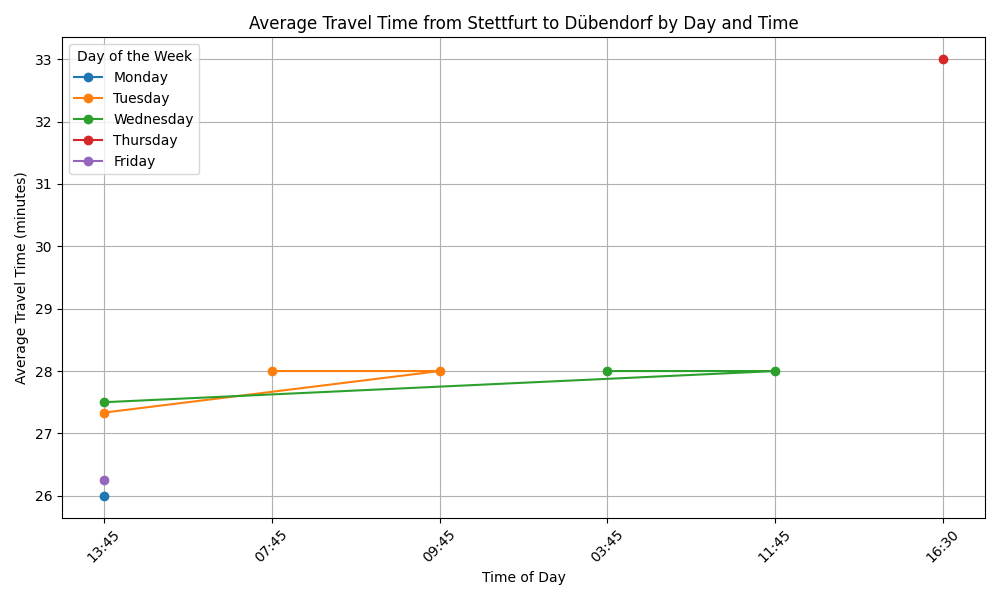 Average Travel Time from Stettfurt to Dübendorf by Day and Time
Day of the Week
Monday
Tuesday
Wednesday
Thursday
Friday
Average Travel Time (minutes)
33
32
31
30
29
28
27
26
13:45
07:45
09:45
03:45
11:45
16:30
Time of Day